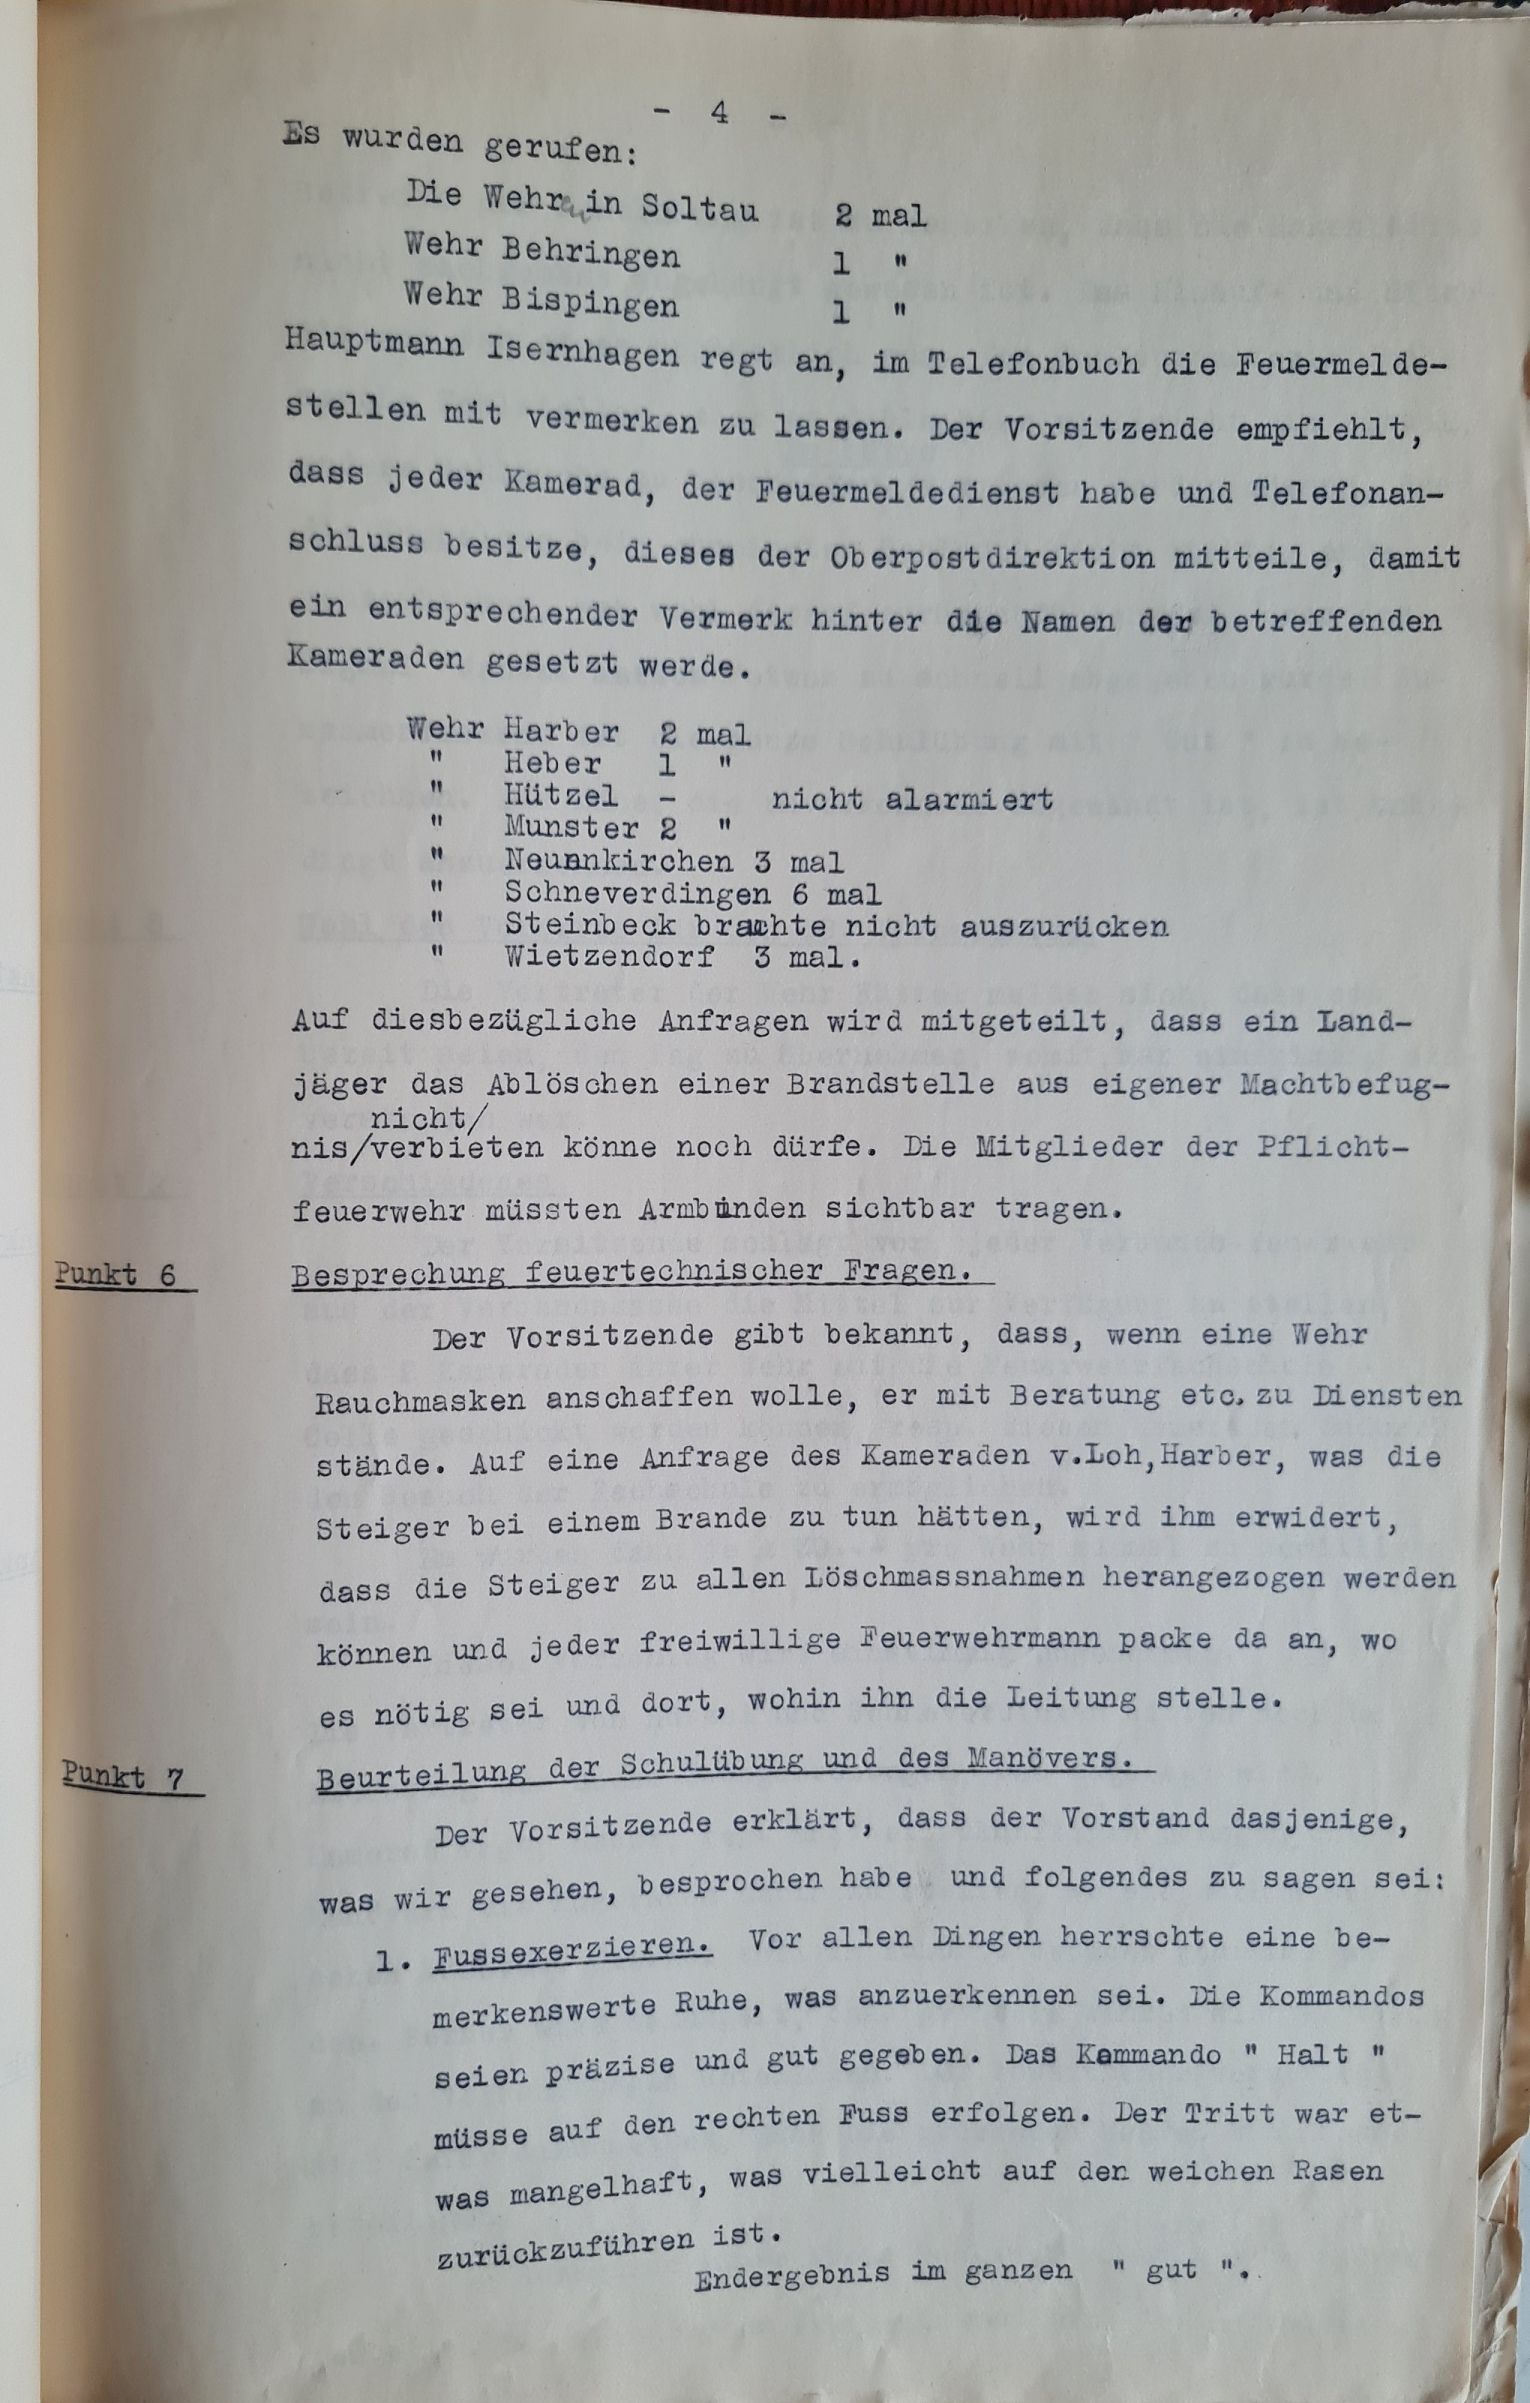 - 4 -
Es wurden gerufen:
Die Wehren in Soltau 2 mal
Wehr Behringen 1 "
Wehr Bispingen 1 "
Hauptmann Isernhagen regt an, im Telefonbuch die Feuermelde-
stellen mit vermerken zu lassen. Der Vorsitzende empfiehlt,
dass jeder Kamerad, der Feuermeldedienst habe und Telefonan-
schluss besitze, dieses der Oberpostdirektion mitteile, damit
ein entsprechender Vermerk hinter die Namen der betreffenden
Kameraden gesetzt werde.
Wehr Harber 2 mal
" Heber 1 "
" Hützel - nicht alarmiert
" Munster 2 "
" Neuenkirchen 3 mal
" Schneverdingen 6 mal
" Steinbeck brauchte nicht auszurücken
" Wietzendorf 3 mal.
Auf diesbezügliche Anfragen wird mitgeteilt, dass ein Land-
jäger das Ablöschen einer Brandstelle aus eigener Machtbefug-
nicht/
nis/verbieten könne noch dürfe. Die Mitglieder der Pflicht-
feuerwehr müssten Armbinden sichtbar tragen.
Punkt 6 Besprechung feuertechnischer Fragen.
Der Vorsitzende gibt bekannt, dass, wenn eine Wehr
Rauchmasken anschaffen wolle, er mit Beratung etc. zu Diensten
stände. Auf eine Anfrage des Kameraden v.Loh,Harber, was die
Steiger bei einem Brande zu tun hätten, wird ihm erwidert,
dass die Steiger zu allen Löschmassnahmen herangezogen werden
können und jeder freiwillige Feuerwehrmann packe da an, wo
es nötig sei und dort, wohin ihn die Leitung stelle.
Punkt 7 Beurteilung der Schulübung und des Manövers.
Der Vorsitzende erklärt, dass der Vorstand dasjenige,
was wir gesehen, besprochen habe und folgendes zu sagen sei:
1. Fussexerzieren. Vor allen Dingen herrschte eine be-
merkenswerte Ruhe, was anzuerkennen sei. Die Kommandos
seien präzise und gut gegeben. Das Kommando " Halt "
müsse auf den rechten Fuss erfolgen. Der Tritt war et-
was mangelhaft, was vielleicht auf den weichen Rasen
zurückzuführen ist.
Endergebnis im ganzen " gut ".